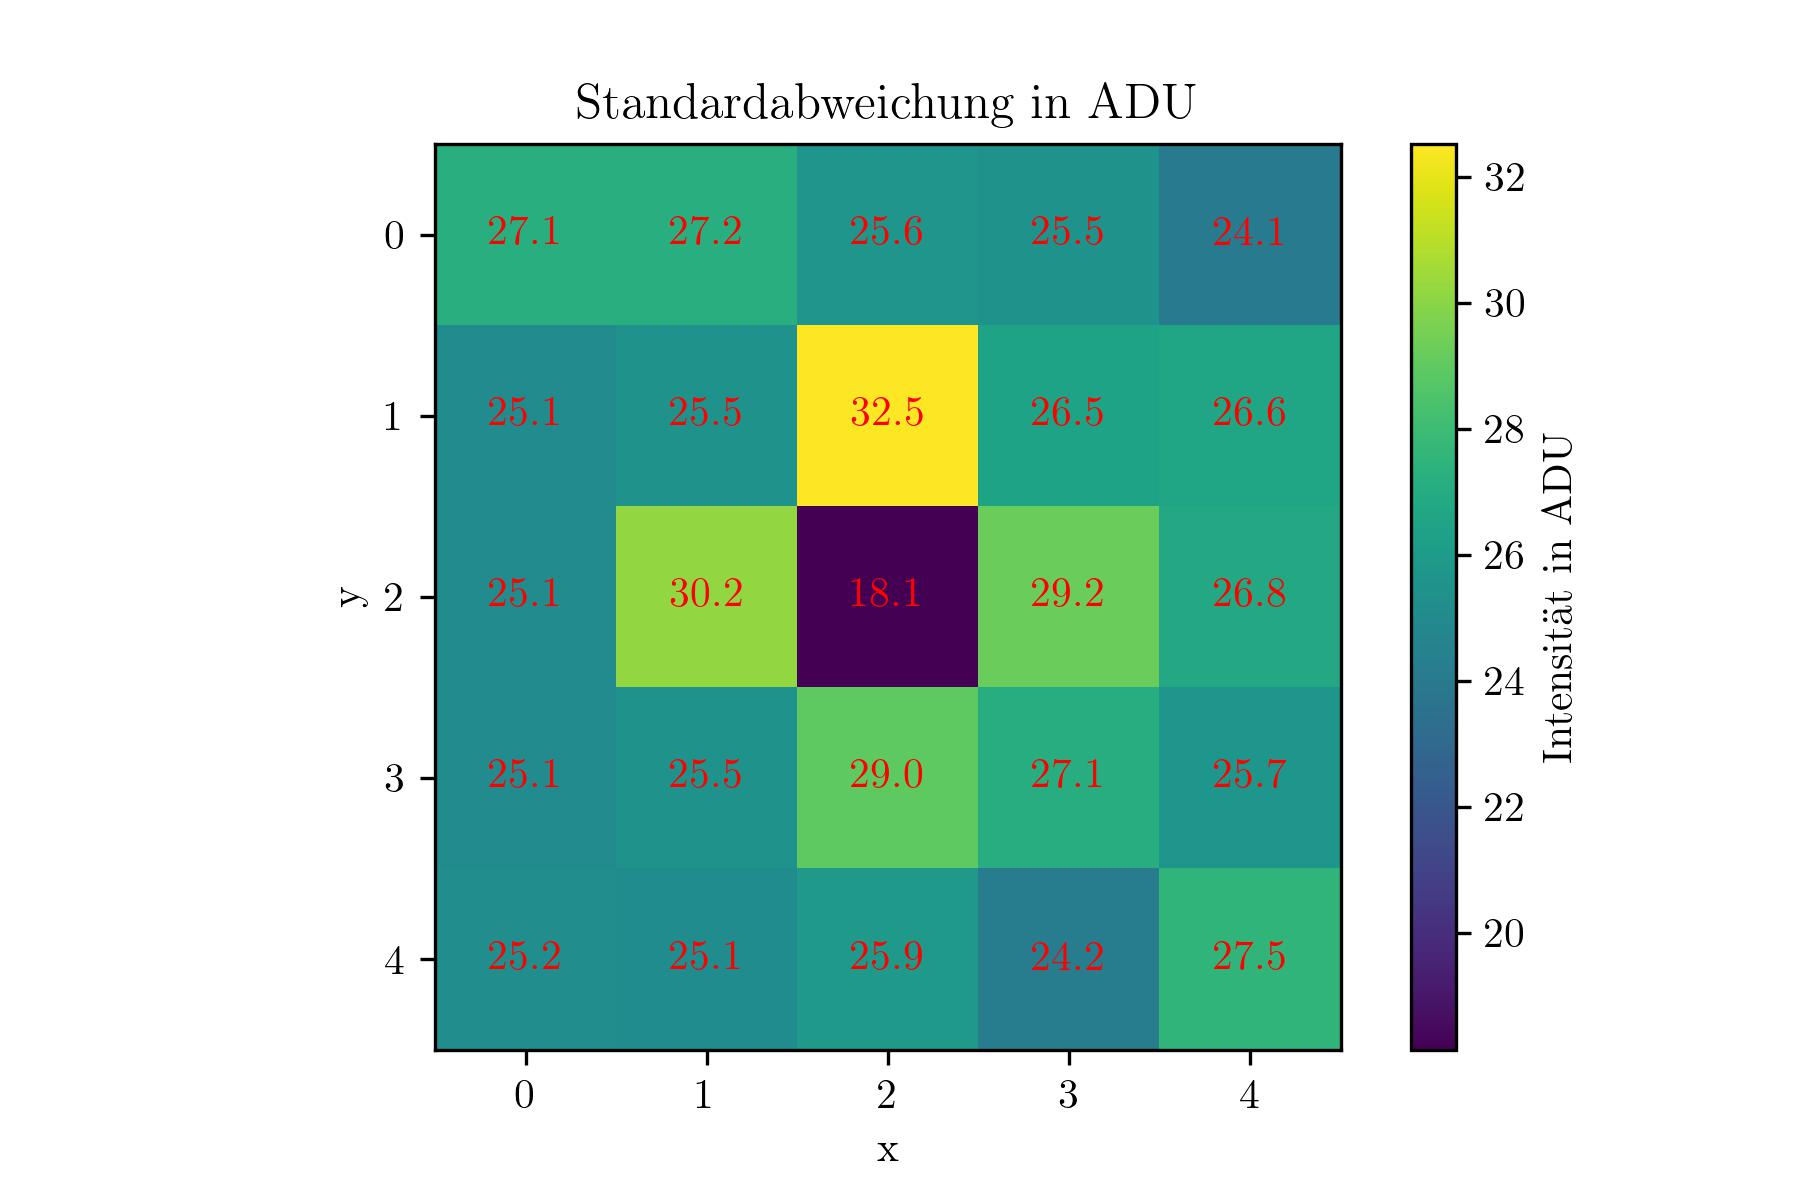 Standardabweichung in ADU
0 27.1 27.2 25.6 25.5 24.1
1 25.1 25.5 32.5 26.5 26.6
y 2 25.1 30.2 18.1 29.2 26.8
3 25.1 25.5 29.0 27.1 25.7
4 25.2 25.1 25.9 24.2 27.5
0 1 2 3 4
x
32
30
28
26
24
22
20
Intensität in ADU